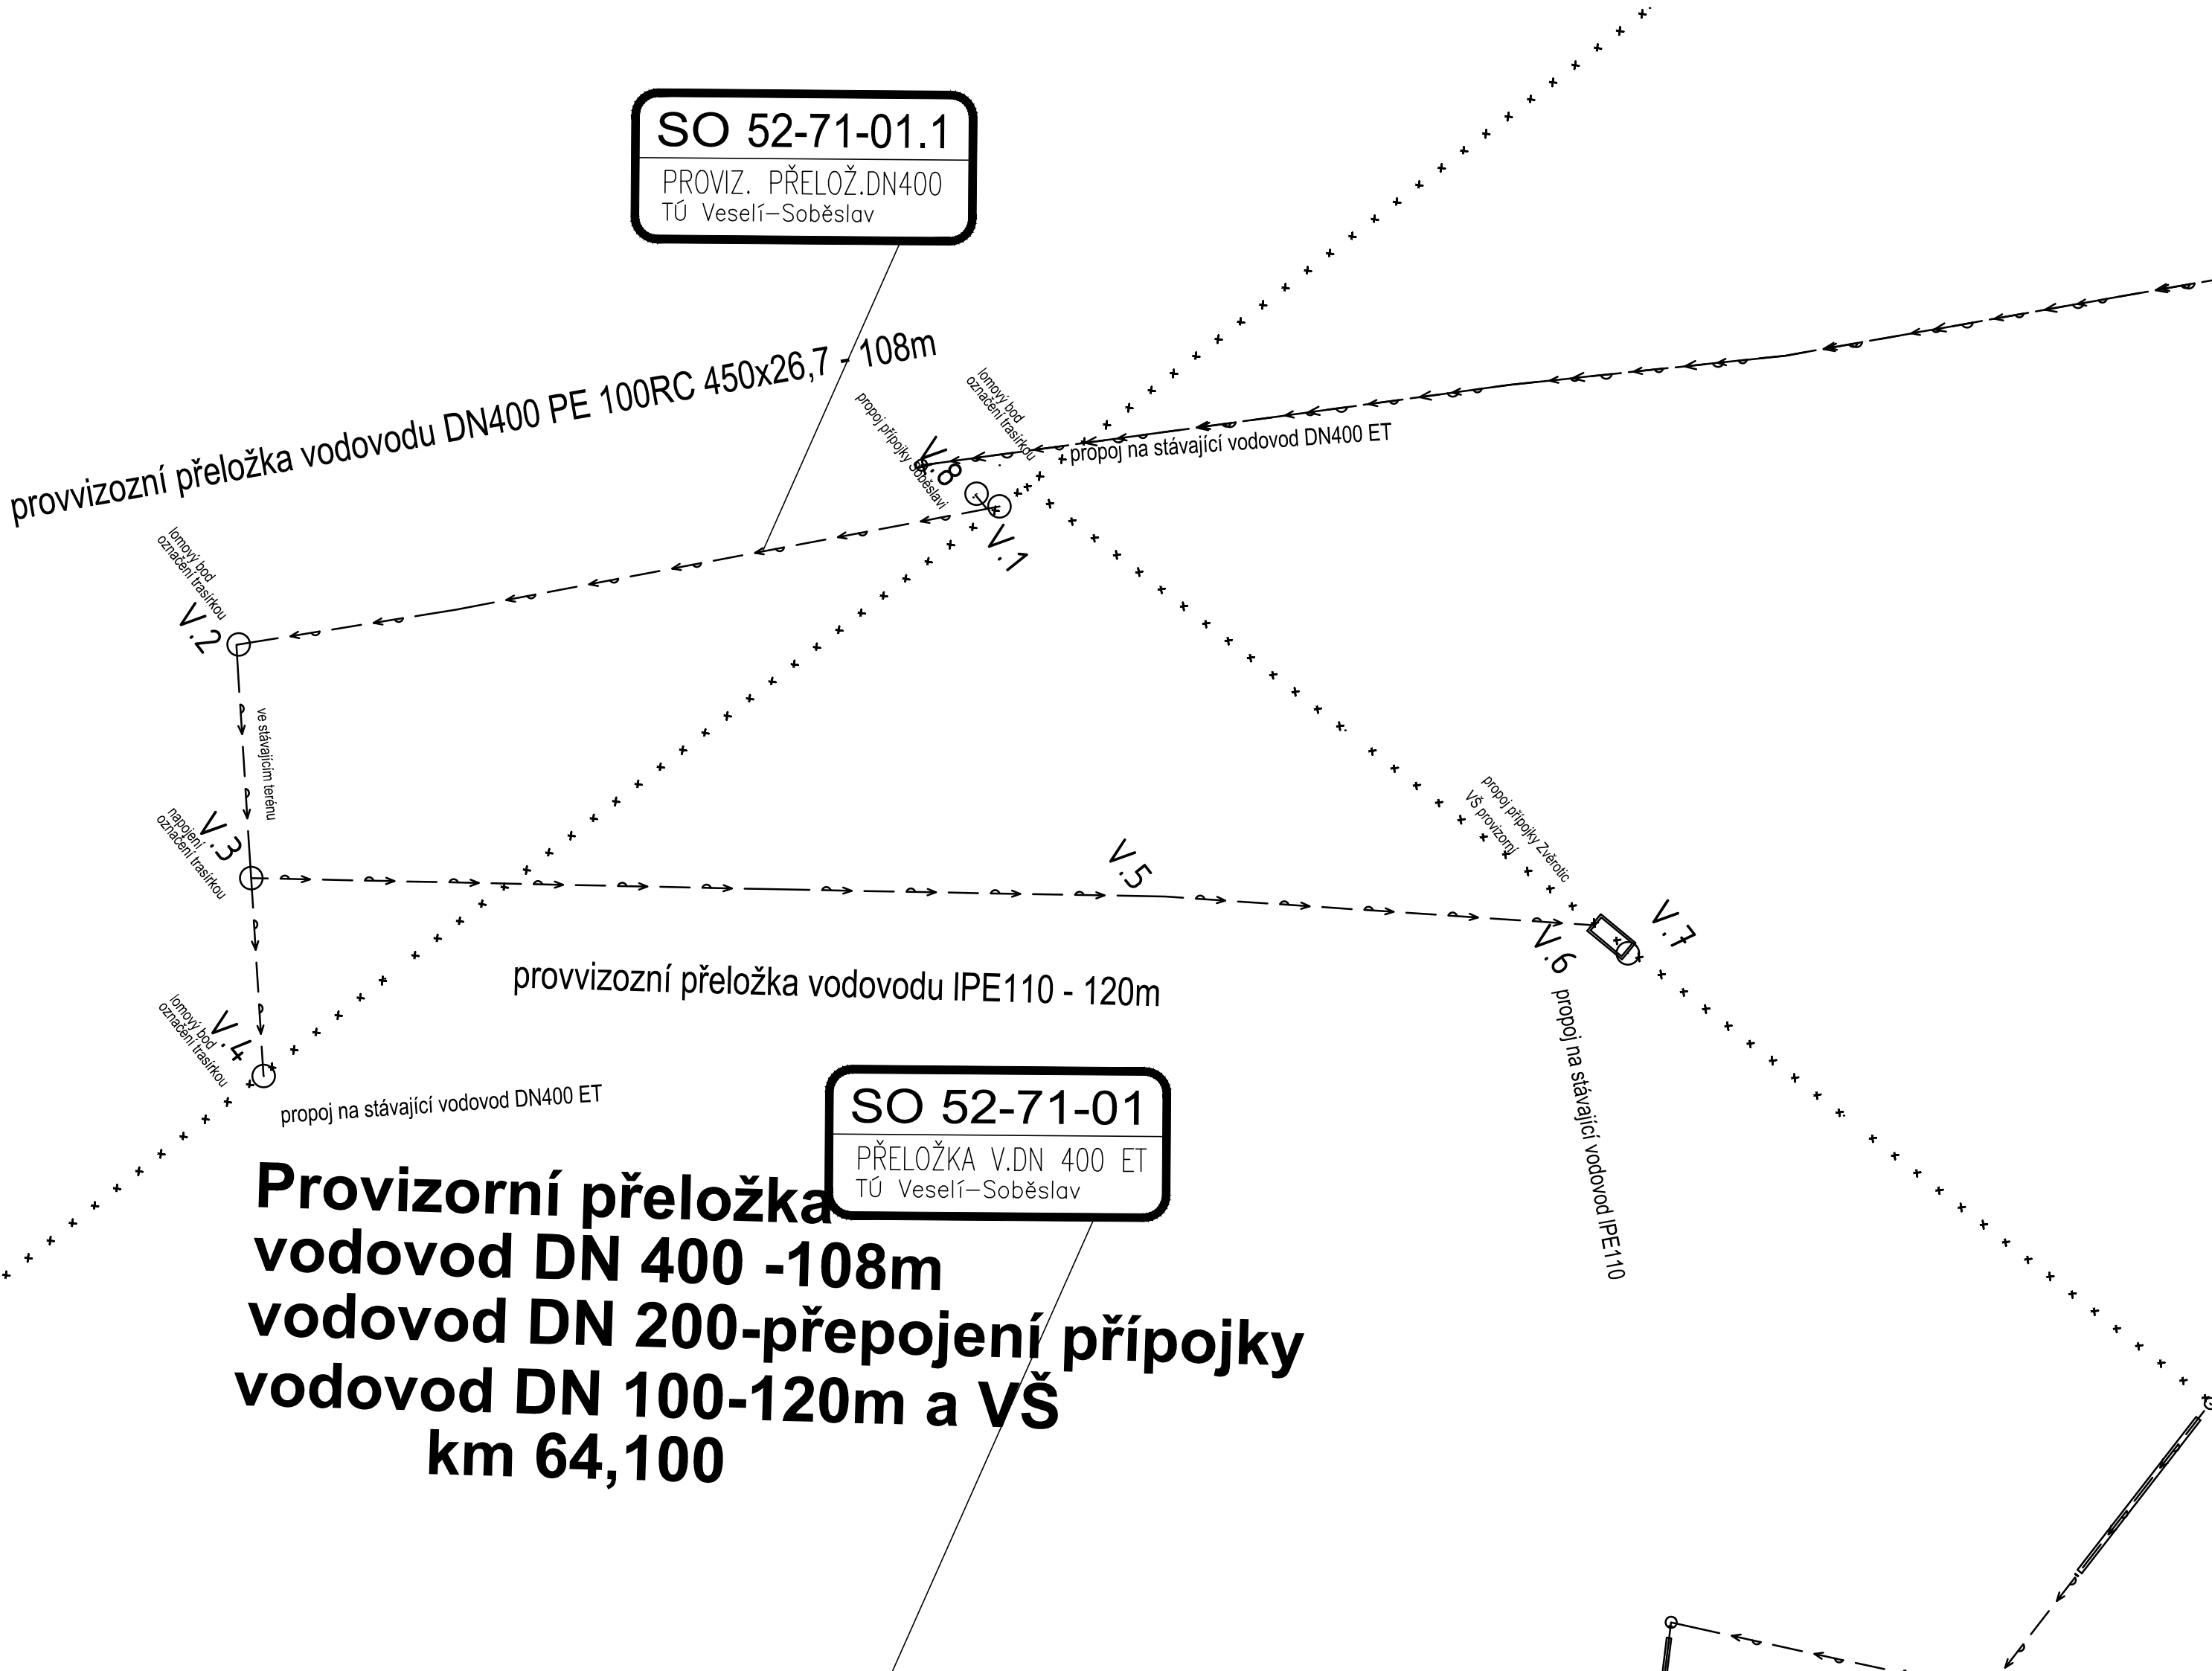 SO 52-71-01.1
PROVIZ. PŘELOŽ.DN400
TÚ Veselí-Soběslav
provvizozní přeložka vodovodu DN400 PE 100RC 450x26,7 - 108m
lomový bod
označení trasírkou
propoj přípojky Soběslavi
V.8
propoj na stávající vodovod DN400 ET
V.1
lomový bod
označení trasírkou
V.2
ve stávajícím terénu
V.3
napojení
označení trasírkou
V.5
propoj přípojky Zvěrotic
VŠ provizorný
V.7
V.6
propoj na stávající vodovod IPE110
provvizozní přeložka vodovodu IPE110 - 120m
V.4
lomový bod
označení trasírkou
propoj na stávající vodovod DN400 ET
SO 52-71-01
PŘELOŽKA V.DN 400 ET
TÚ Veselí-Soběslav
Provizorní přeložka
vodovod DN 400 -108m
vodovod DN 200-přepojení přípojky
vodovod DN 100-120m a VŠ
km 64,100